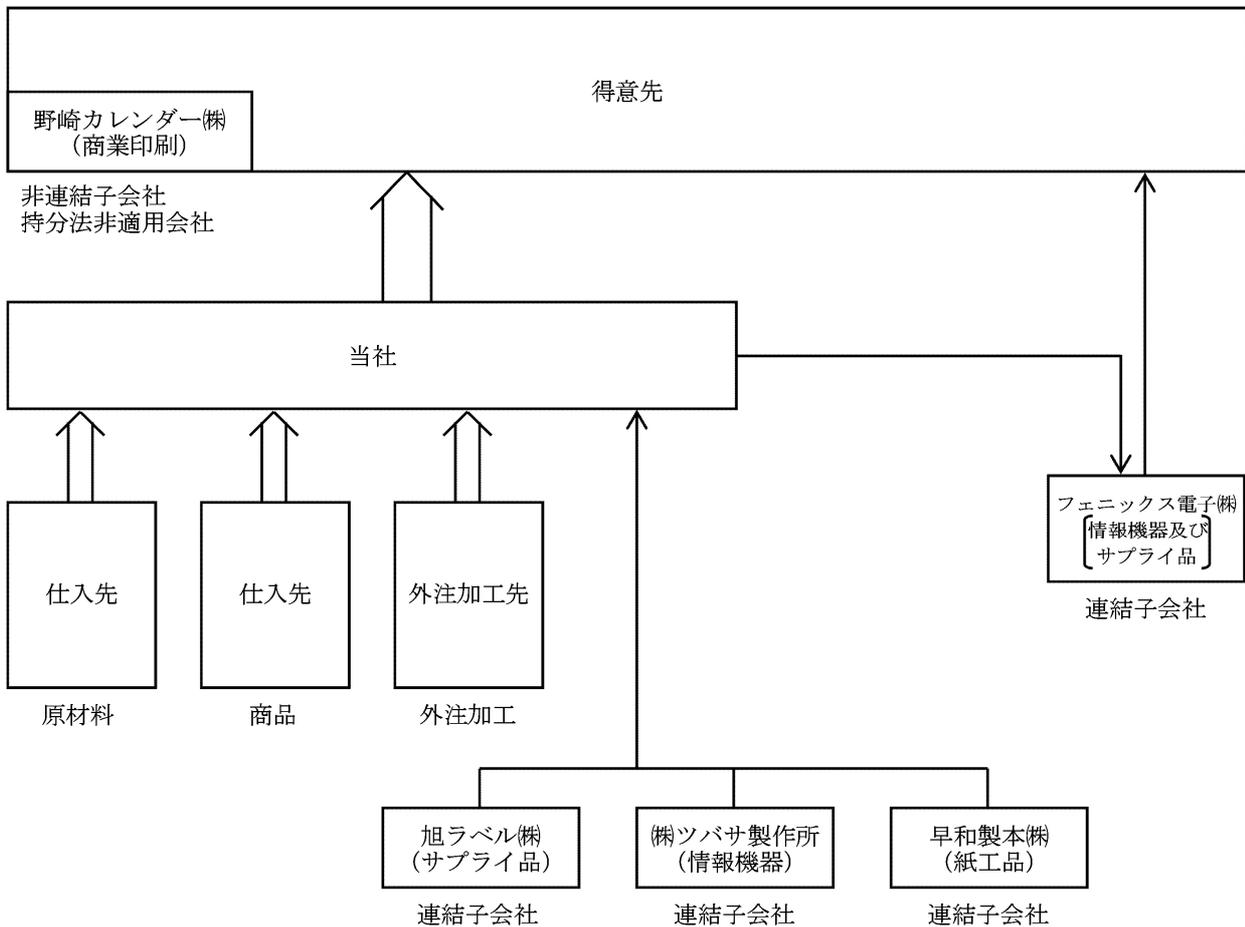 得意先
野崎カレンダー㈱
（商業印刷）
非連結子会社
持分法非適用会社
当社
フェニックス電子㈱
情報機器及び
サプライ品
連結子会社
仕入先
仕入先
外注加工先
原材料
商品
外注加工
旭ラベル㈱
（サプライ品）
連結子会社
㈱ツバサ製作所
（情報機器）
連結子会社
早和製本㈱
（紙工品）
連結子会社